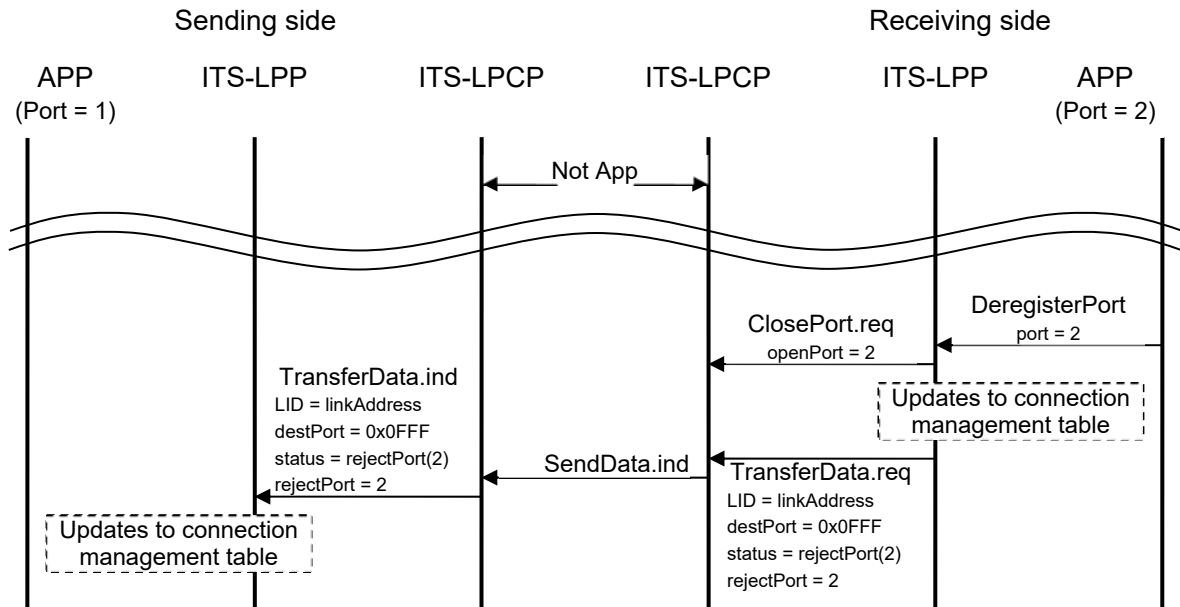 Sending side
Receiving side
APP
(Port = 1)
ITS-LPP
ITS-LPCP
ITS-LPCP
ITS-LPP
APP
(Port = 2)
Not App
DeregisterPort
port = 2
ClosePort.req
openPort = 2
Updates to connection
management table
TransferData.req
LID = linkAddress
destPort = 0x0FFF
status = rejectPort(2)
rejectPort = 2
SendData.ind
TransferData.ind
LID = linkAddress
destPort = 0x0FFF
status = rejectPort(2)
rejectPort = 2
Updates to connection
management table